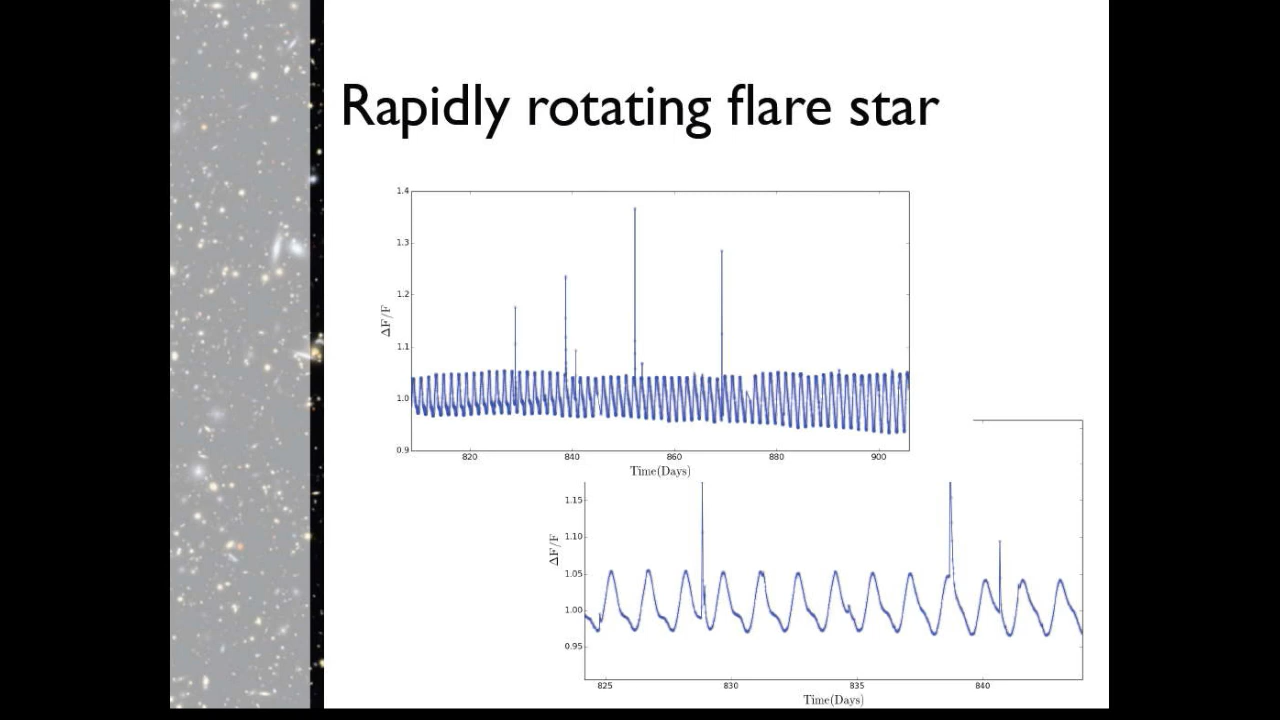 Rapidly rotating flare star
1.4
1.3
1.2
1.1
1.0
0.9
ΔF/F
820 840 860 880 900
Time(Days)
1.15
1.10
1.05
1.00
0.95
ΔF/F
825 830 835 840
Time(Days)